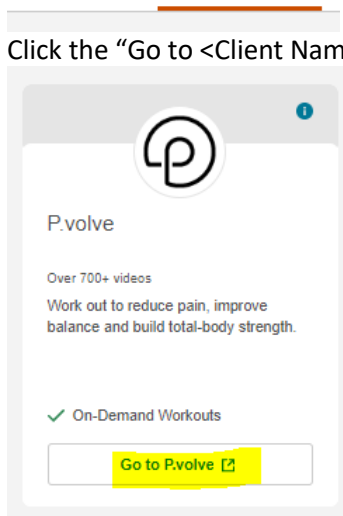 Click the “Go to <Client Nam
P.volve
Over 700+ videos
Work out to reduce pain, improve
balance and build total-body strength.
On-Demand Workouts
Go to P.volve